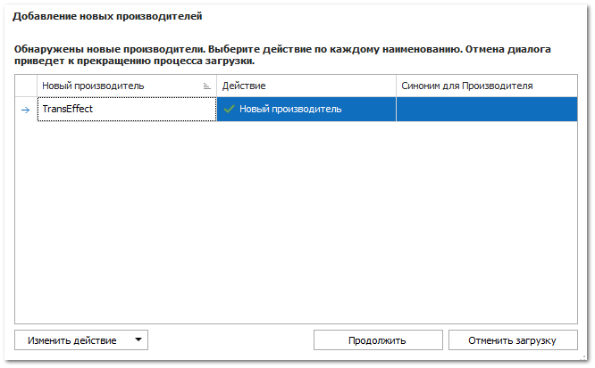 Добавление новых производителей
Обнаружены новые производители. Выберите действие по каждому наименованию. Отмена диалога
приведет к прекращению процесса загрузки.
Новый производитель Действие Синоним для Производителя
TransEffect Новый производитель
Изменить действие Продолжить Отменить загрузку